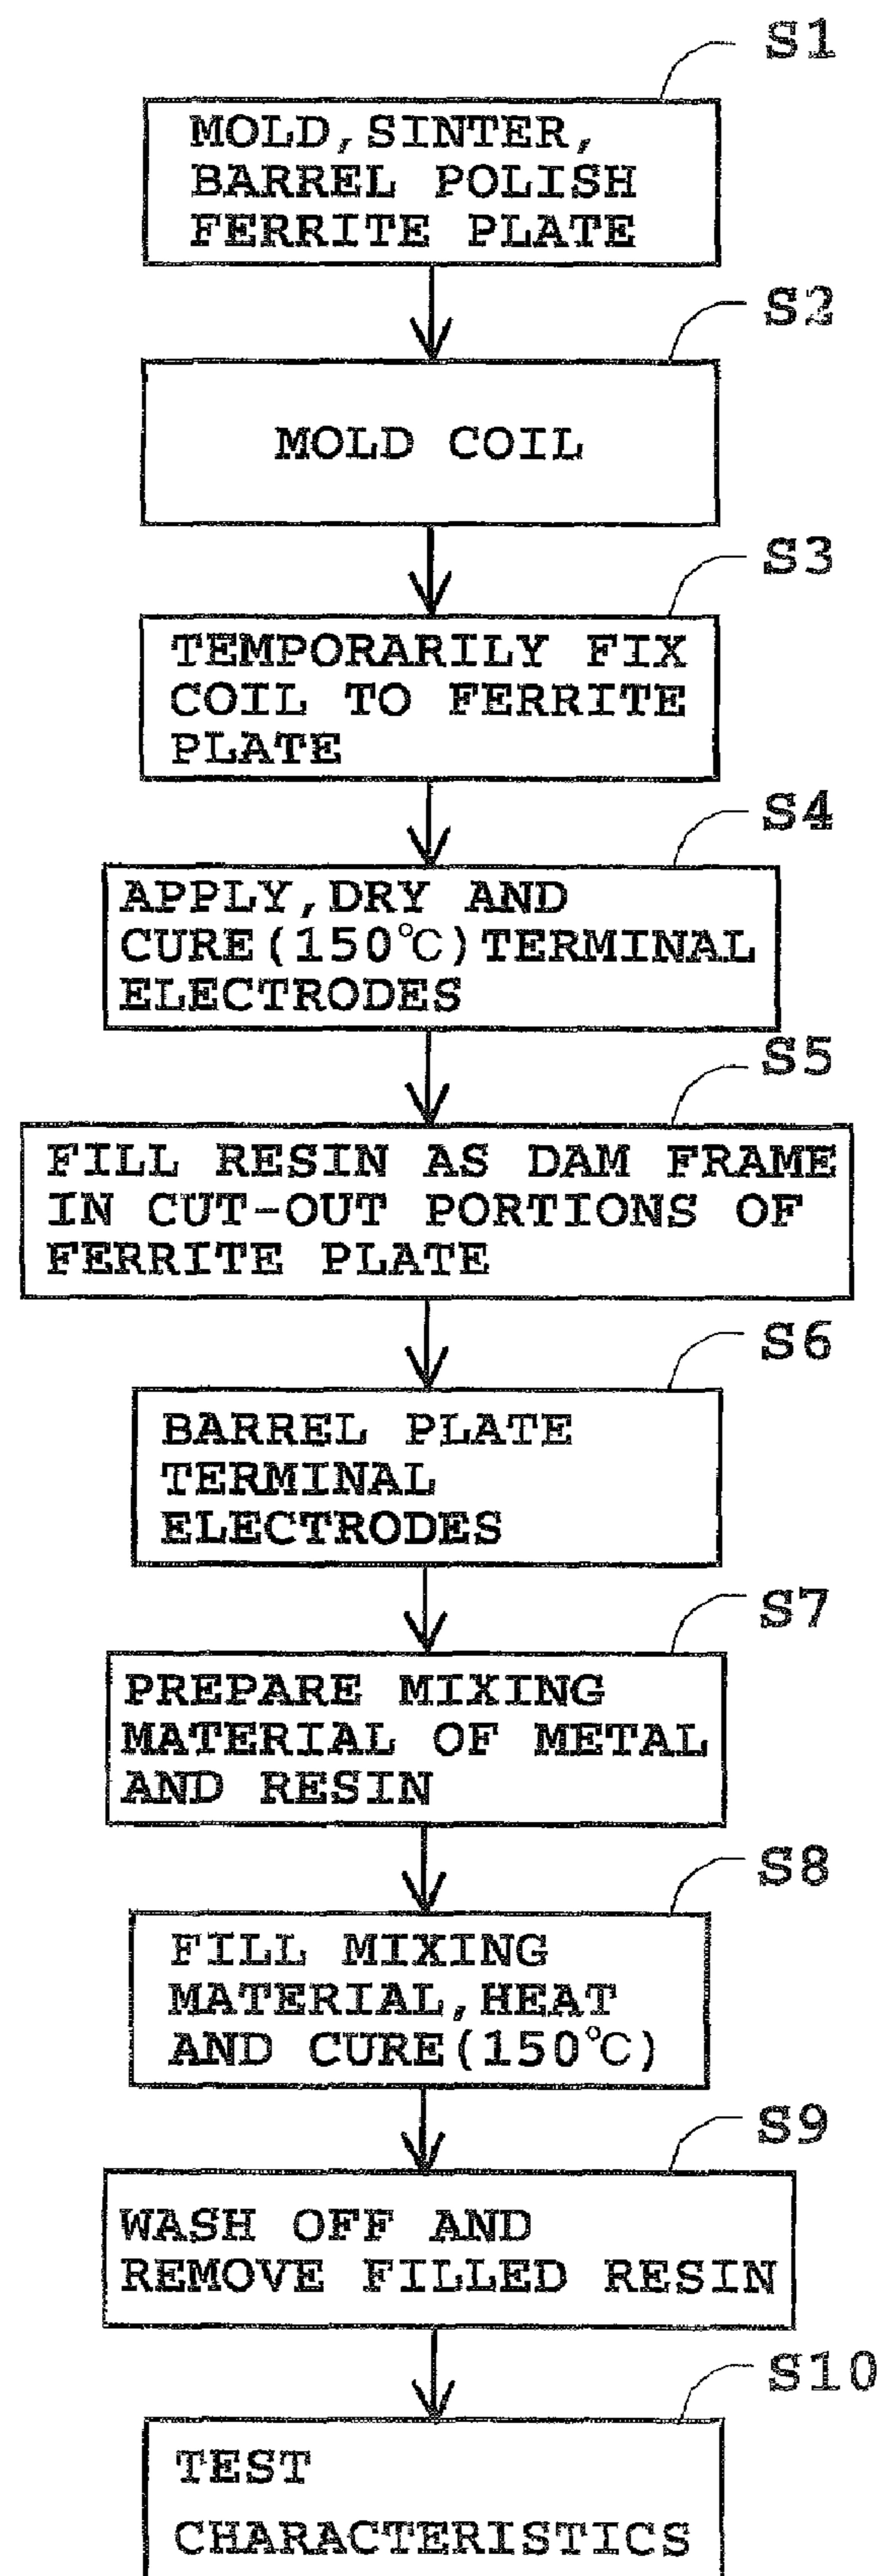 S1
MOLD,SINTER,
BARREL POLISH
FERRITE PLATE
S2
MOLD COIL
S3
TEMPORARILY FIX
COIL TO FERRITE
PLATE
S4
APPLY,DRY AND
CURE(150℃)TERMINAL
ELECTRODES
S5
FILL RESIN AS DAM FRAME
IN CUT-OUT PORTIONS OF
FERRITE PLATE
S6
BARREL PLATE
TERMINAL
ELECTRODES
S7
PREPARE MIXING
MATERIAL OF METAL
AND RESIN
S8
FILL MIXING
MATERIAL,HEAT
AND CURE(150℃)
S9
WASH OFF AND
REMOVE FILLED RESIN
S10
TEST
CHARACTERISTICS